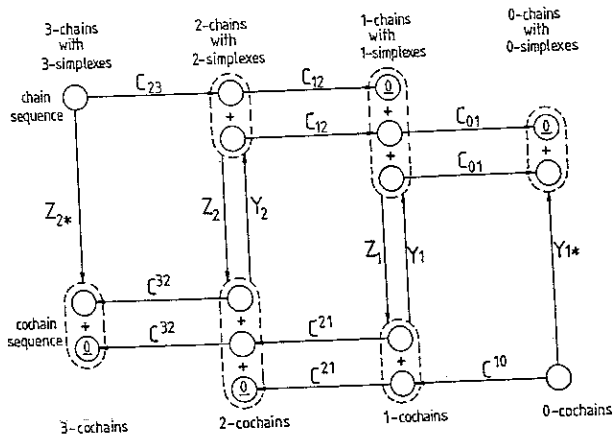 3-chains
with
3-simplexes
2-chains
with
2-simplexes
1-chains
with
1-simplexes
0-chains
with
0-simplexes
chain
sequence
C₂₃
C₁₂
0
+
C₁₂
+
C₀₁
0
+
C₀₁
+
Z₂*
Z₂
Y₂
Z₁
Y₁
Y₁*
C³²
+
cochain
sequence
C³²
0
+
C²¹
+
C²¹
0
+
C¹⁰
3-cochains
2-cochains
1-cochains
0-cochains